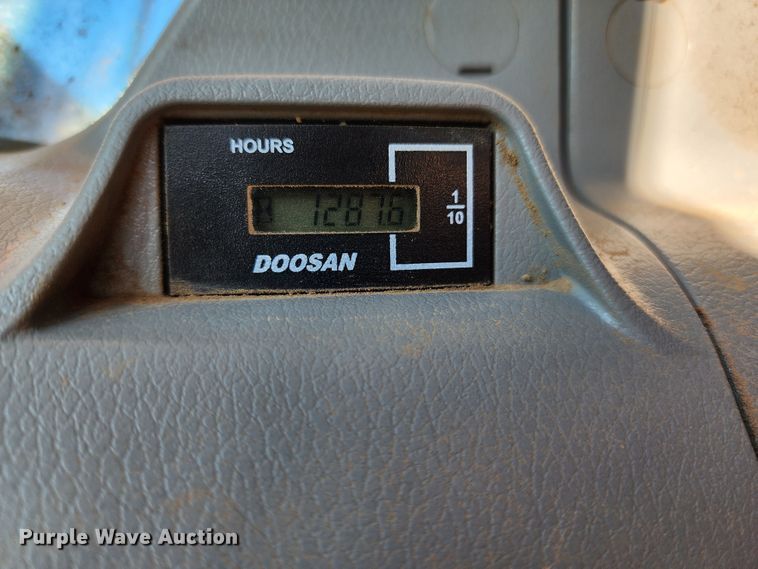 HOURS
12876
1
10
DOOSAN
Purple Wave Auction